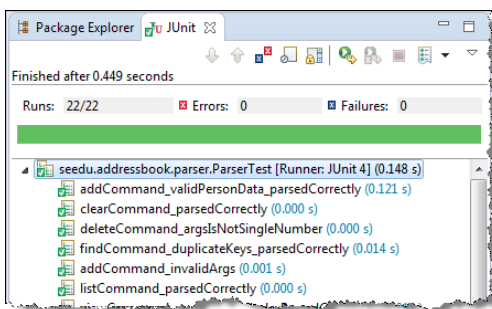 Package Explorer JUnit
Finished after 0.449 seconds
Runs: 22/22 Errors: 0 Failures: 0
seedu.addressbook.parser.ParserTest [Runner: JUnit 4] (0.148 s)
addCommand_validPersonData_parsedCorrectly (0.121 s)
clearCommand_parsedCorrectly (0.000 s)
deleteCommand_argsIsNotSingleNumber (0.000 s)
findCommand_duplicateKeys_parsedCorrectly (0.014 s)
addCommand_invalidArgs (0.001 s)
listCommand_parsedCorrectly (0.000 s)